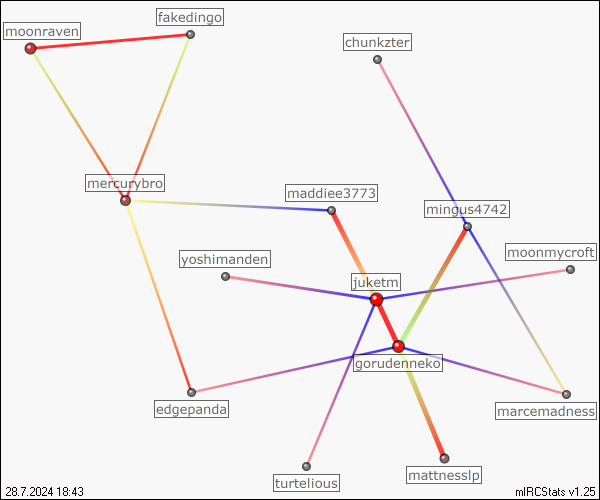 fakedingo
moonraven
chunkzter
mercurybro
maddiee3773
mingus4742
yoshimanden
moonmycroft
juketm
gorudenneko
edgepanda
marcemadness
mattnesslp
turtelious
28.7.2024 18:43
mIRCStats v1.25